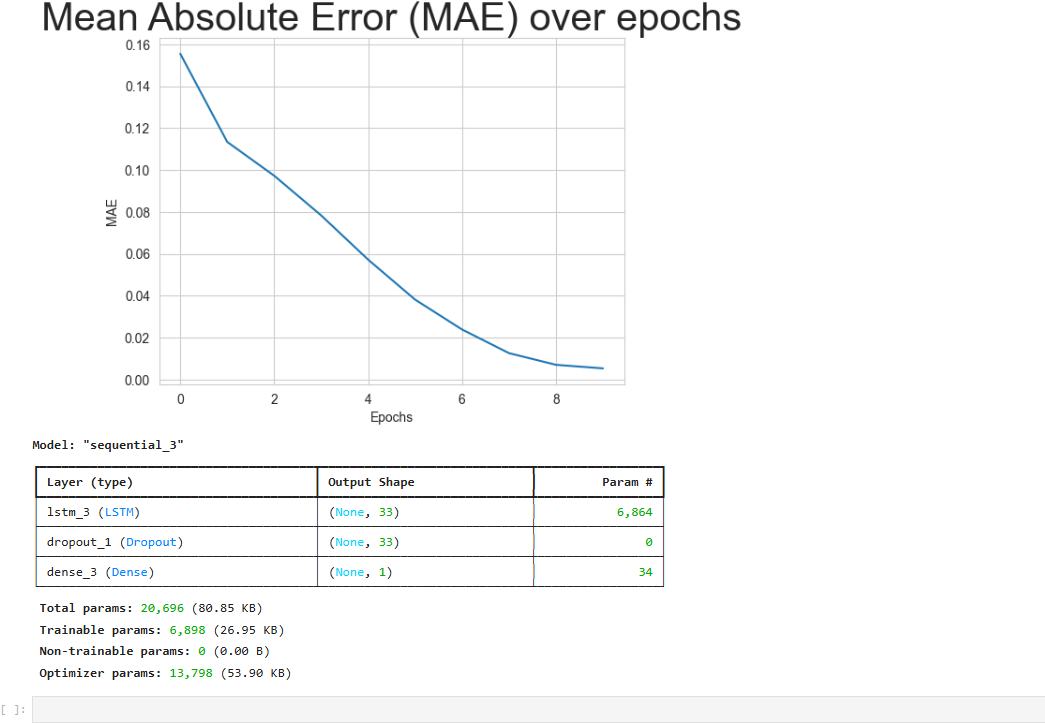 Mean Absolute Error (MAE) over epochs
0.16
0.14
0.12
0.10
0.08
0.06
0.04
0.02
0.00
MAE
0 2 4 6 8
Epochs
Model: "sequential_3"
Layer (type) Output Shape Param #
lstm_3 (LSTM) (None, 33) 6,864
dropout_1 (Dropout) (None, 33) 0
dense_3 (Dense) (None, 1) 34
Total params: 20,696 (80.85 KB)
Trainable params: 6,898 (26.95 KB)
Non-trainable params: 0 (0.00 B)
Optimizer params: 13,798 (53.90 KB)
[ ]: